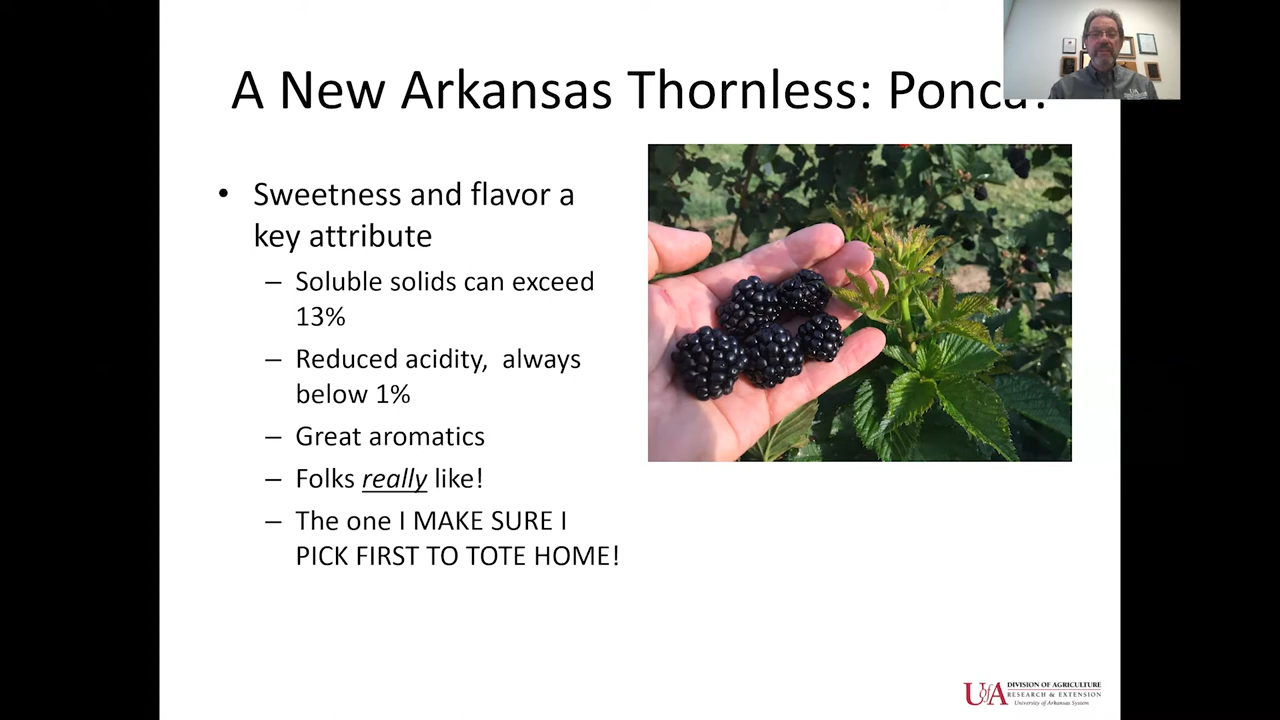 A New Arkansas Thornless: Ponca!
• Sweetness and flavor a
key attribute
– Soluble solids can exceed
13%
– Reduced acidity, always
below 1%
– Great aromatics
– Folks really like!
– The one I MAKE SURE I
PICK FIRST TO TOTE HOME!
UofA DIVISION OF AGRICULTURE
RESEARCH & EXTENSION
University of Arkansas System